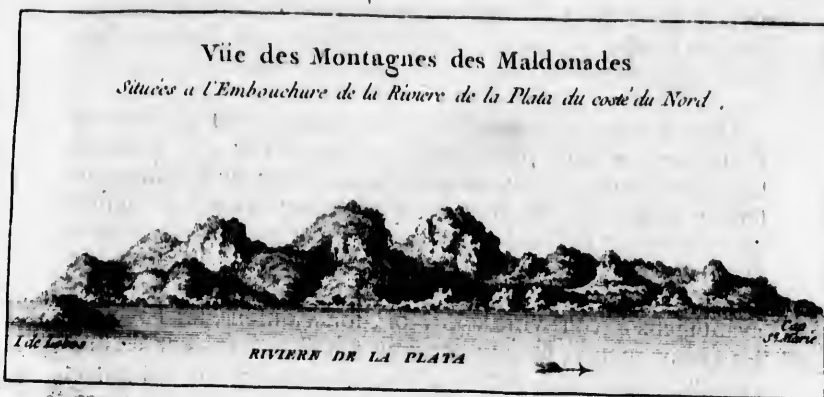 Vüe des Montagnes des Maldonades
Situées a l'Embouchure de la Riviere de la Plata du costé du Nord .
I de Lobos
RIVIERE DE LA PLATA
Cap
St Marie